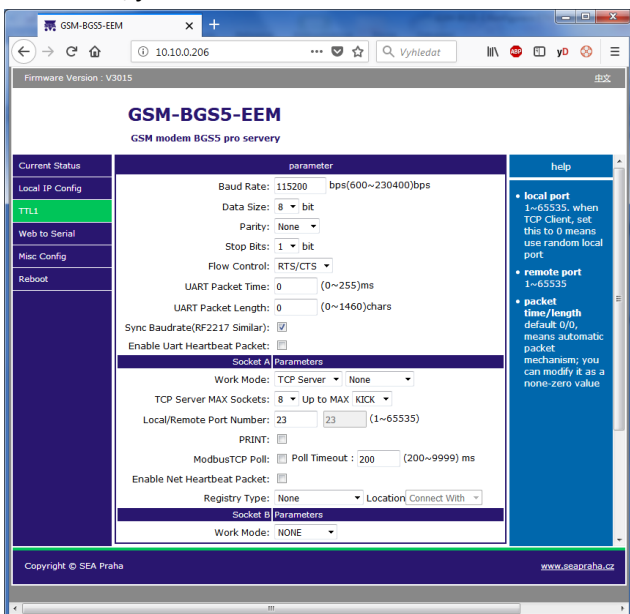 GSM-BGS5-EEM
10.10.0.206
Vyhledat
ABP
yD
Firmware Version : V3015
中文
GSM-BGS5-EEM
GSM modem BGS5 pro servery
Current Status
Local IP Config
TTL1
Web to Serial
Misc Config
Reboot
parameter
Baud Rate: 115200 bps(600~230400)bps
Data Size: 8 bit
Parity: None
Stop Bits: 1 bit
Flow Control: RTS/CTS
UART Packet Time: 0 (0~255)ms
UART Packet Length: 0 (0~1460)chars
Sync Baudrate(RF2217 Similar):
Enable Uart Heartbeat Packet:
Socket A Parameters
Work Mode: TCP Server None
TCP Server MAX Sockets: 8 Up to MAX KICK
Local/Remote Port Number: 23 23 (1~65535)
PRINT:
ModbusTCP Poll: Poll Timeout : 200 (200~9999) ms
Enable Net Heartbeat Packet:
Registry Type: None Location Connect With
Socket B Parameters
Work Mode: NONE
help
local port
1~65535. when
TCP Client, set
this to 0 means
use random local
port
remote port
1~65535
packet
time/length
default 0/0,
means automatic
packet
mechanism; you
can modify it as a
none-zero value
Copyright © SEA Praha
www.seapraha.cz